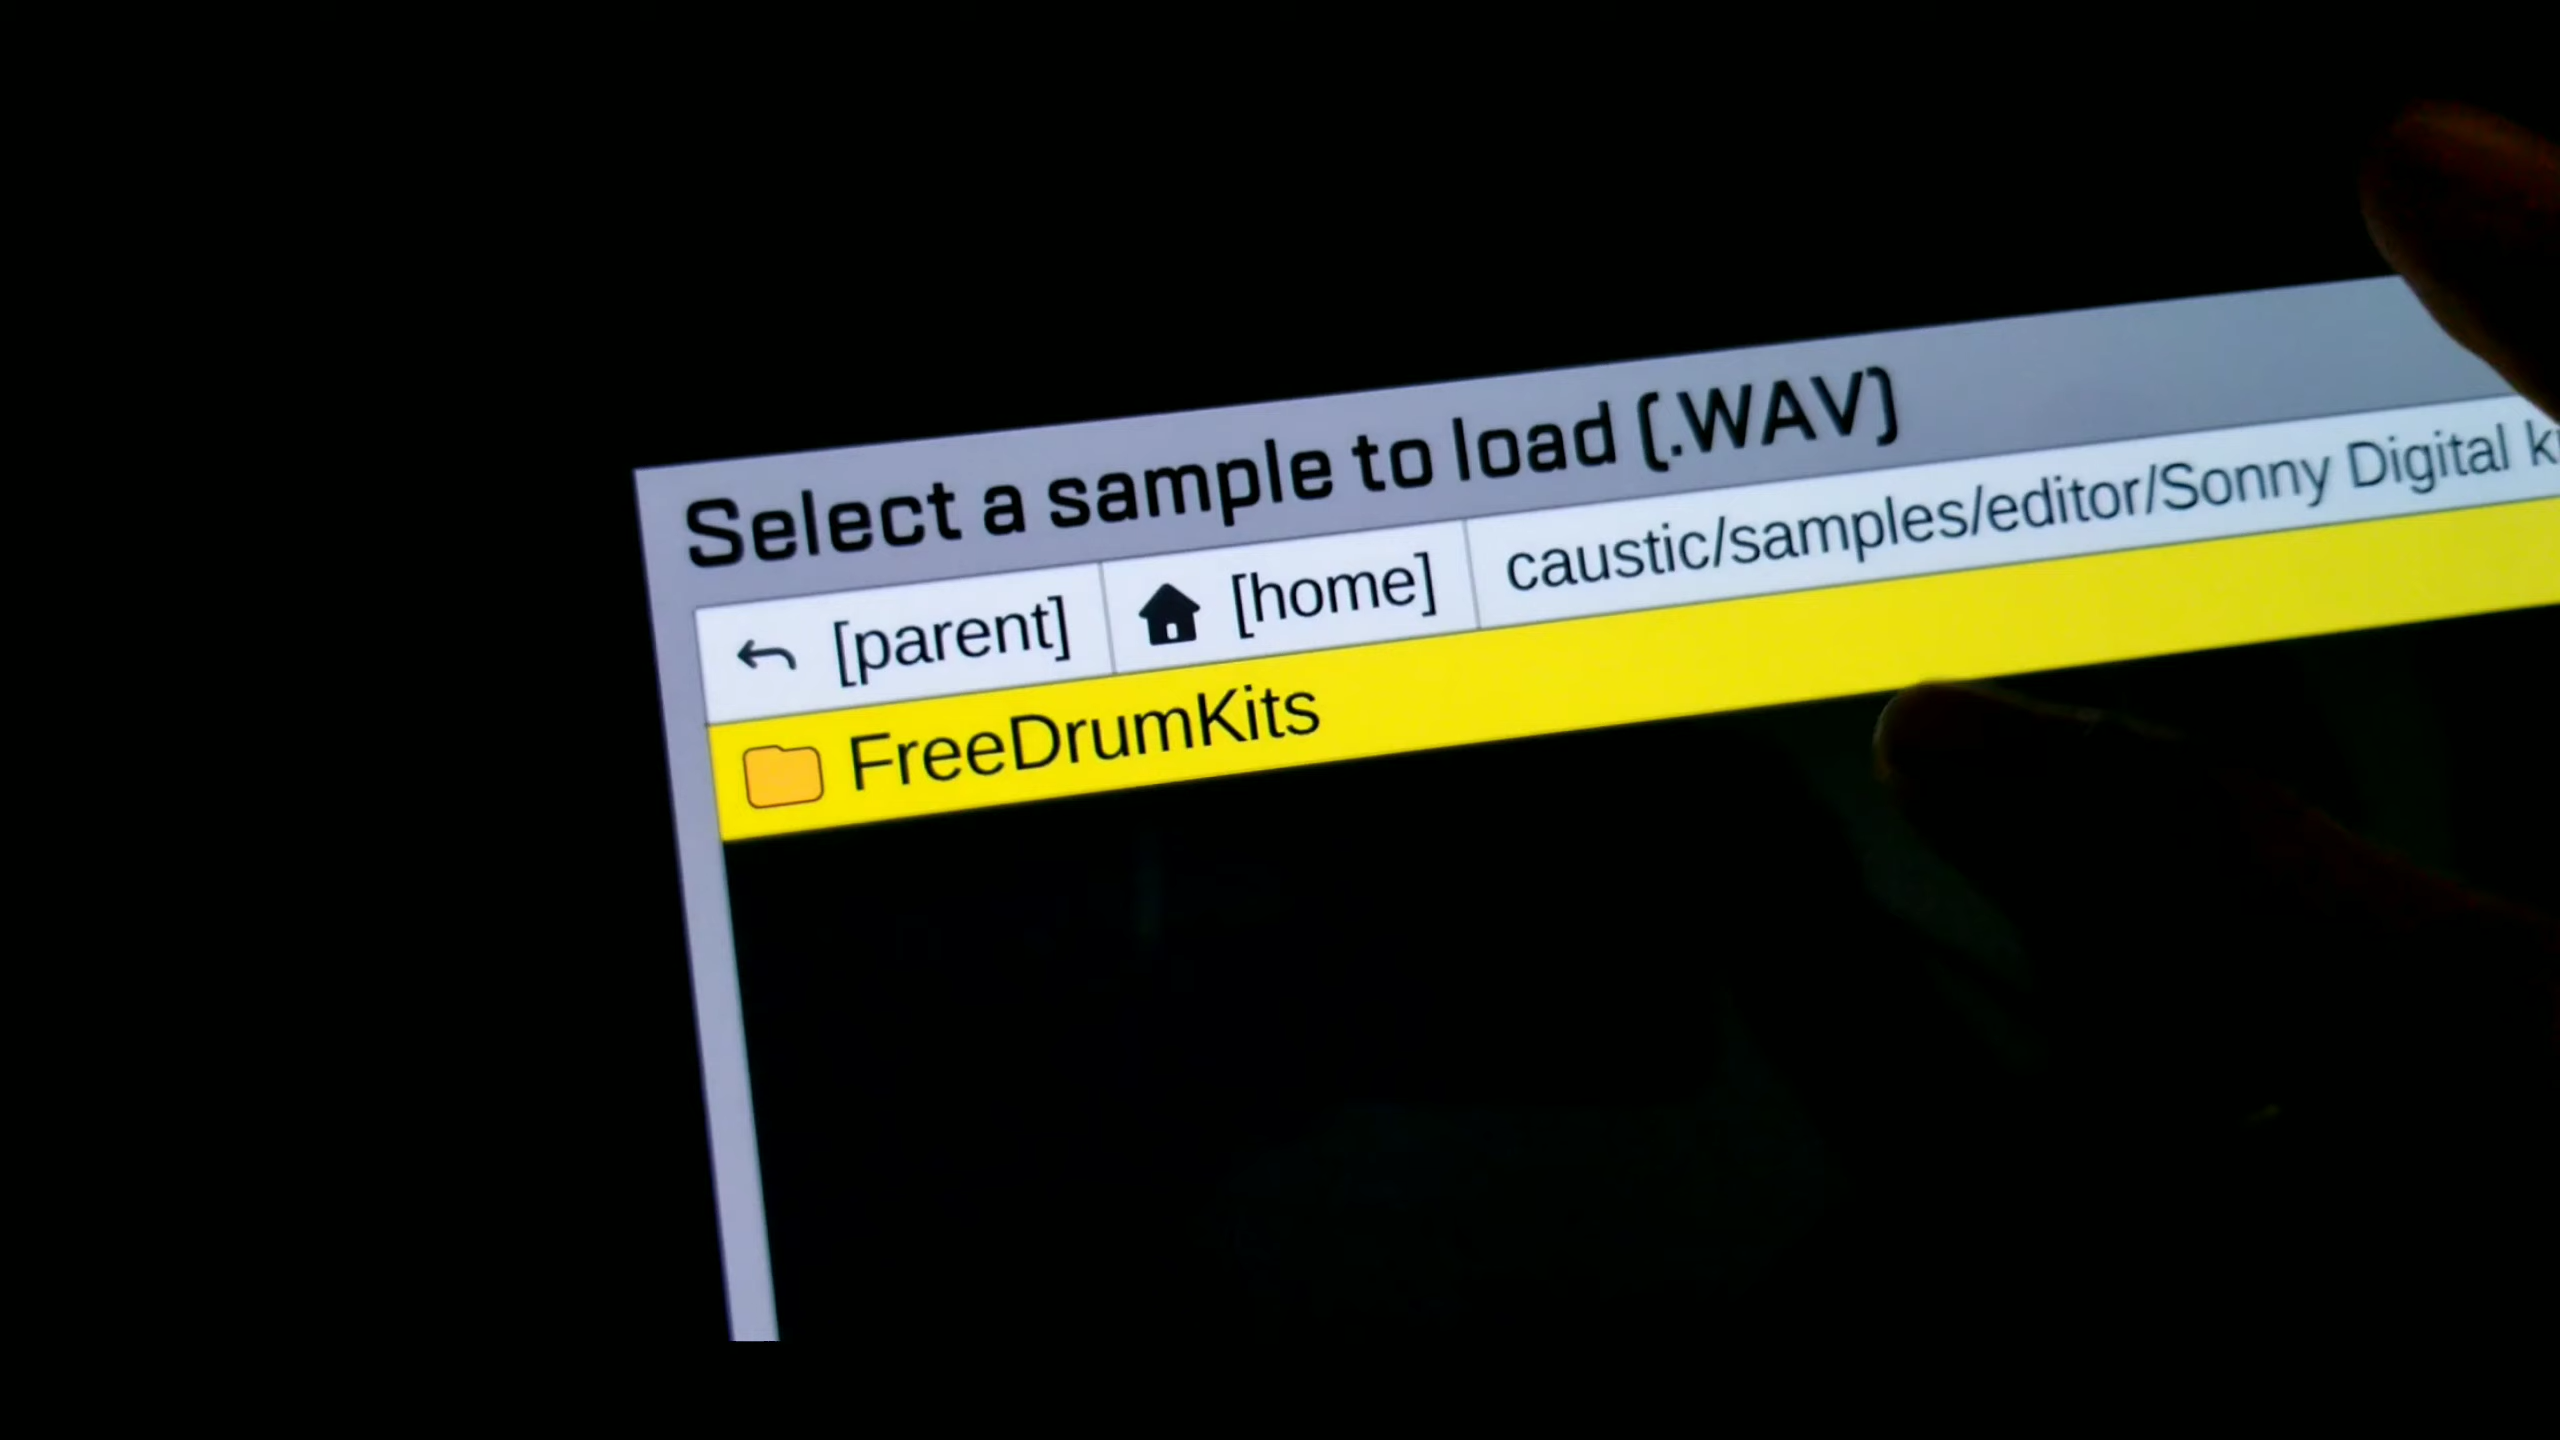 Select a sample to load (.WAV)
[parent] [home] caustic/samples/editor/Sonny Digital
FreeDrumKits